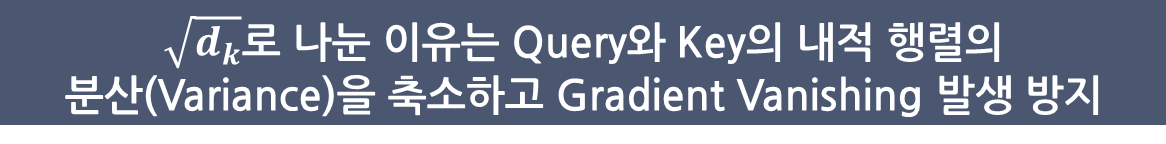 √dₖ로 나눈 이유는 Query와 Key의 내적 행렬의
분산(Variance)을 축소하고 Gradient Vanishing 발생 방지